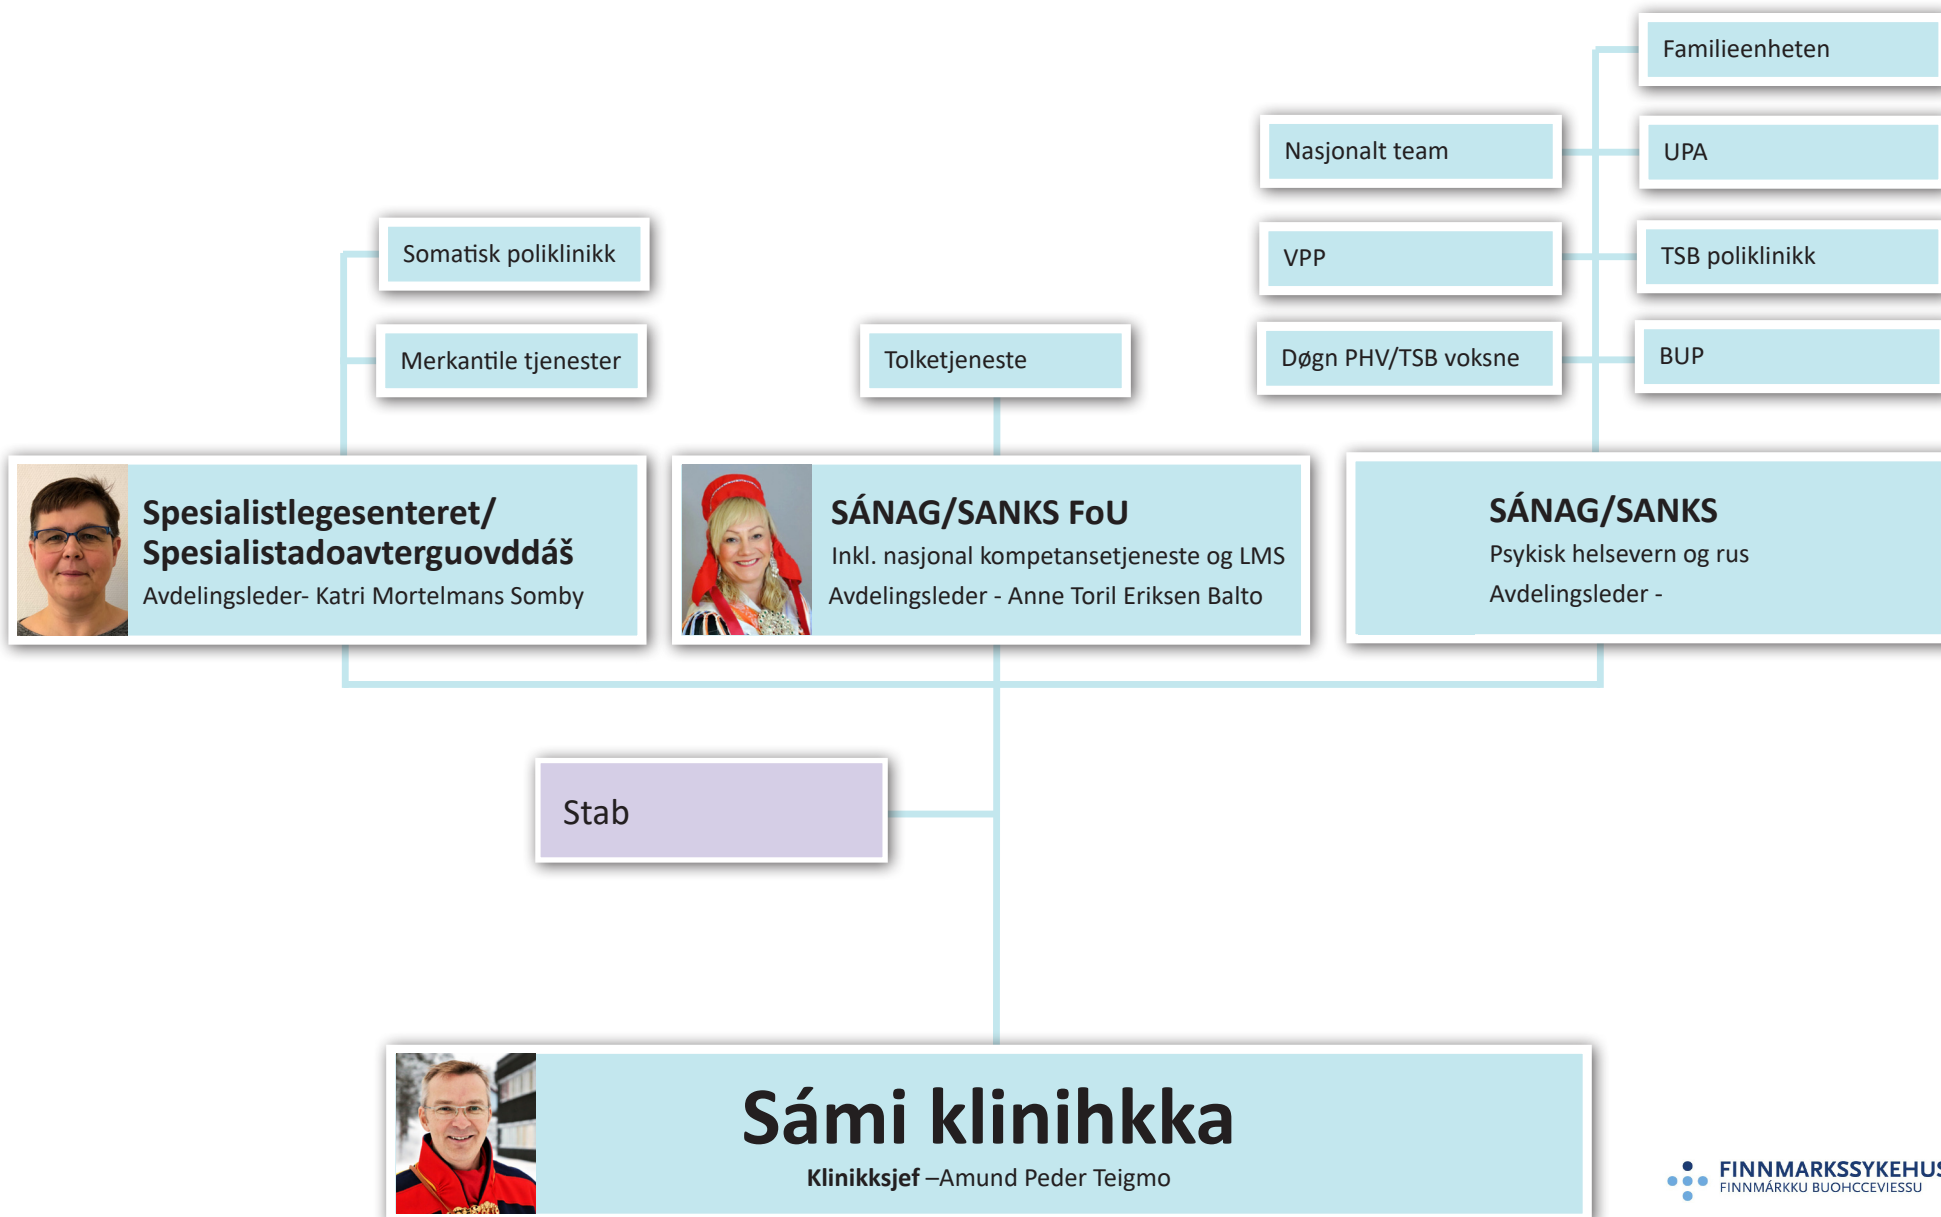 Familieenheten
Nasjonalt team
UPA
Somatisk poliklinikk
VPP
TSB poliklinikk
Merkantile tjenester
Tolketjeneste
Døgn PHV/TSB voksne
BUP
Spesialistlegesenteret/
Spesialistadoavterguovddáš
Avdelingsleder- Katri Mortelmans Somby
SÁNAG/SANKS FoU
Inkl. nasjonal kompetansetjeneste og LMS
Avdelingsleder - Anne Toril Eriksen Balto
SÁNAG/SANKS
Psykisk helsevern og rus
Avdelingsleder -
Stab
Sámi klinihkka
Klinikksjef –Amund Peder Teigmo
FINNMARKSSYKEHUS
FINNMÁRKKU BUOHCCEVIESSU